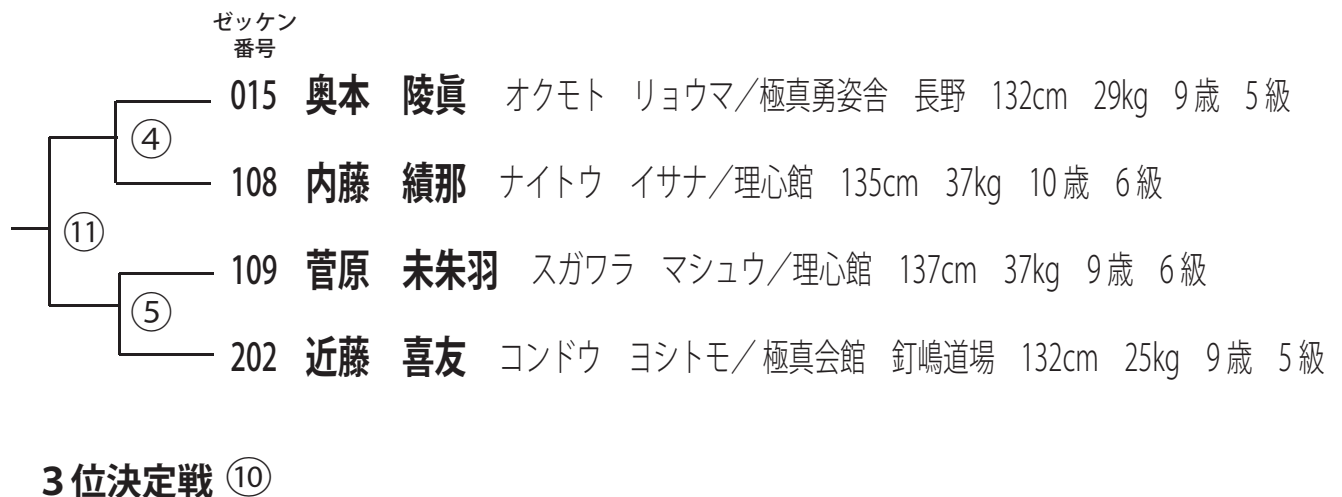 ゼッケン
番号
015 奥本 陵眞 オクモト リョウマ／極真勇姿舎 長野 132cm 29kg 9歳 5級
④
108 内藤 績那 ナイトウ イサナ／理心館 135cm 37kg 10歳 6級
⑪
109 菅原 未朱羽 スガワラ マシュウ／理心館 137cm 37kg 9歳 6級
⑤
202 近藤 喜友 コンドウ ヨシトモ／極真会館 釘嶋道場 132cm 25kg 9歳 5級
3位決定戦 ⑩